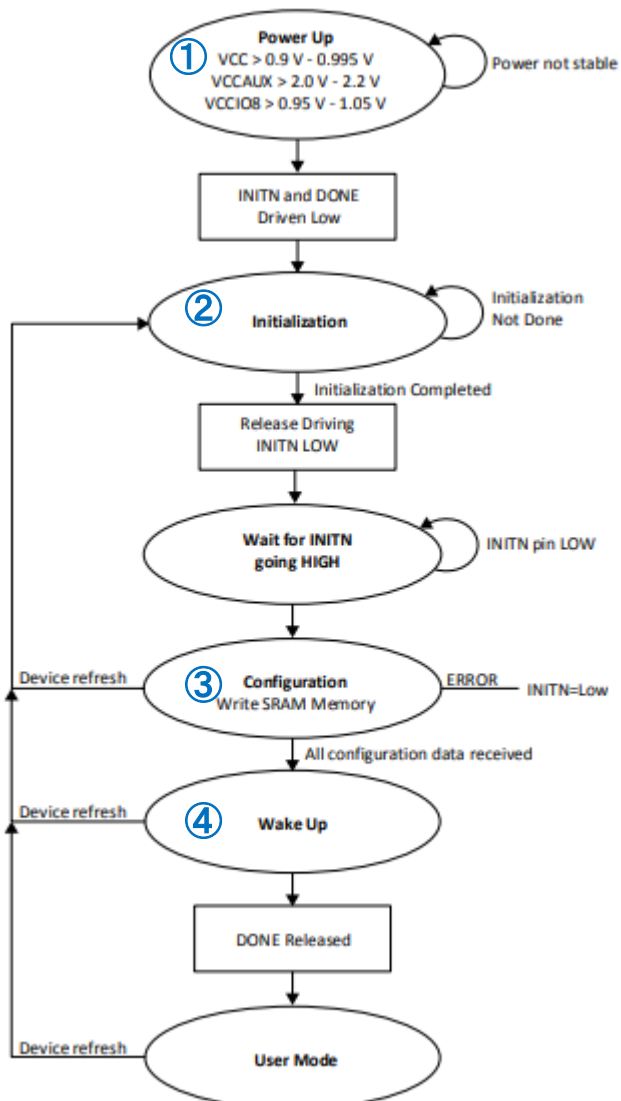 ①
Power Up
VCC > 0.9 V - 0.995 V
VCCAUX > 2.0 V - 2.2 V
VCCIO8 > 0.95 V - 1.05 V
Power not stable
INITN and DONE
Driven Low
②
Initialization
Initialization
Not Done
Initialization Completed
Release Driving
INITN LOW
Wait for INITN
going HIGH
INITN pin LOW
Device refresh
③
Configuration
Write SRAM Memory
ERROR
INITN=Low
All configuration data received
Device refresh
④
Wake Up
DONE Released
Device refresh
User Mode